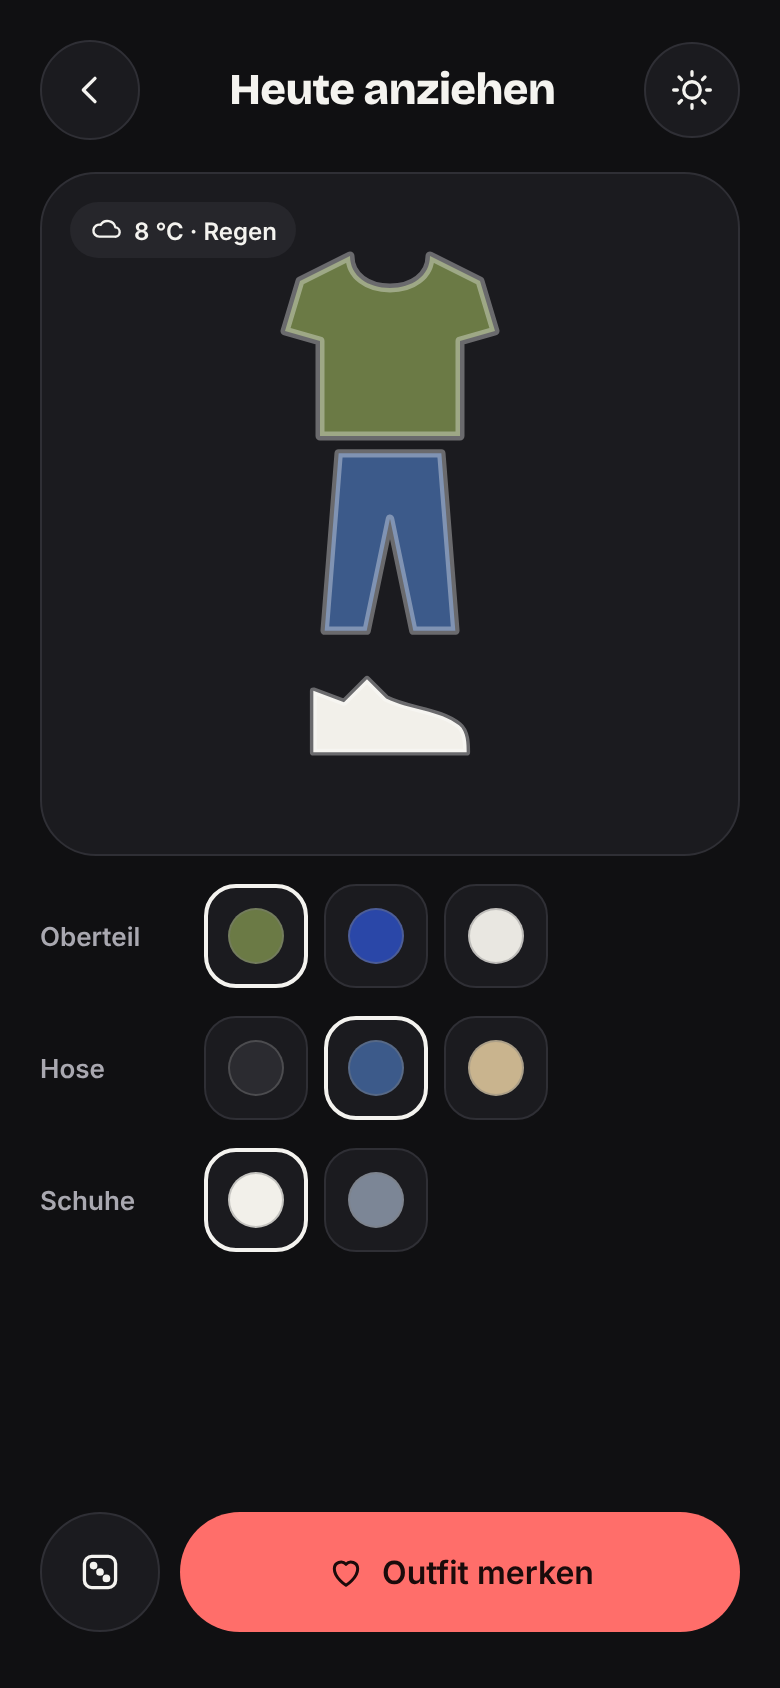 Heute anziehen
8 °C · Regen
Oberteil
Hose
Schuhe
Outfit merken